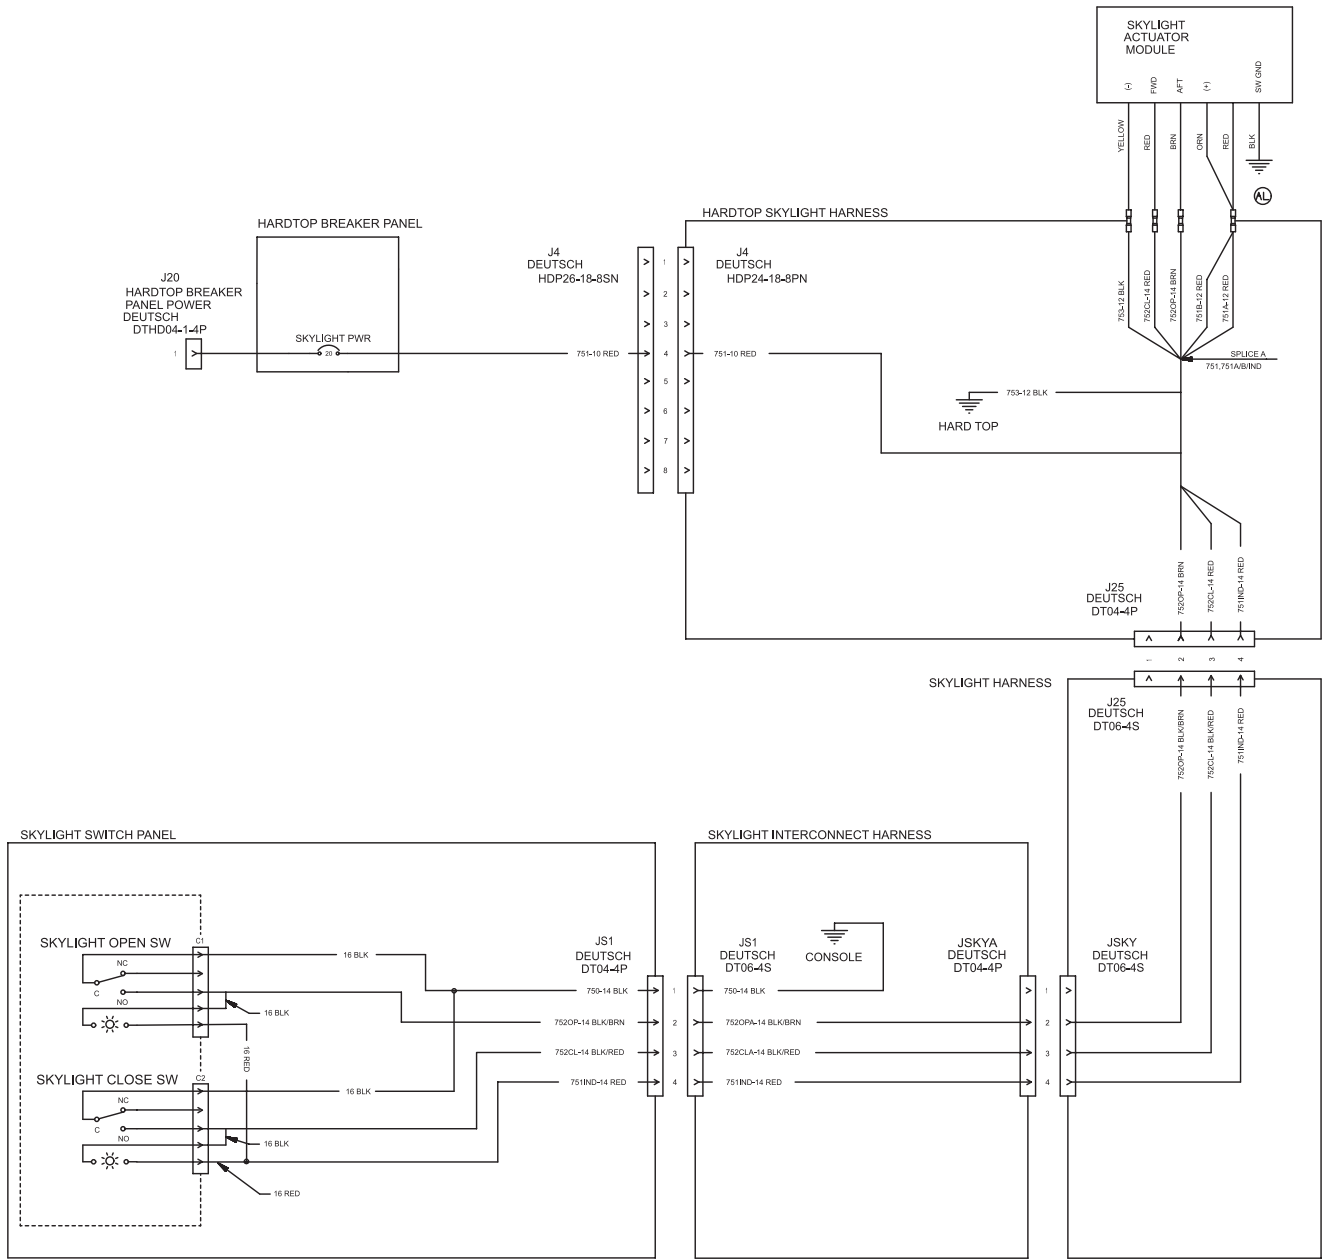 SKYLIGHT
ACTUATOR
MODULE
(-)
FWD
AFT
(+)
SW GND
YELLOW
RED
BRN
ORN
RED
BLK
AL
HARDTOP SKYLIGHT HARNESS
HARDTOP BREAKER PANEL
J20
HARDTOP BREAKER
PANEL POWER
DEUTSCH
DTHD04-1-4P
1
SKYLIGHT PWR
20
751-10 RED
J4
DEUTSCH
HDP26-18-8SN
1
2
3
4
5
6
7
8
J4
DEUTSCH
HDP24-18-8PN
751-10 RED
753-12 BLK
752CL-14 RED
752OP-14 BRN
751B-12 RED
751A-12 RED
SPLICE A
751,751A/B/IND
753-12 BLK
HARD TOP
752OP-14 BRN
752CL-14 RED
751IND-14 RED
J25
DEUTSCH
DT04-4P
1
2
3
4
SKYLIGHT HARNESS
J25
DEUTSCH
DT06-4S
752OP-14 BLK/BRN
752CL-14 BLK/RED
751IND-14 RED
SKYLIGHT SWITCH PANEL
SKYLIGHT OPEN SW
C1
NC
C
NO
16 BLK
16 BLK
16 RED
SKYLIGHT CLOSE SW
C2
NC
C
NO
16 BLK
16 BLK
16 RED
JS1
DEUTSCH
DT04-4P
750-14 BLK
752OP-14 BLK/BRN
752CL-14 BLK/RED
751IND-14 RED
1
2
3
4
SKYLIGHT INTERCONNECT HARNESS
JS1
DEUTSCH
DT06-4S
CONSOLE
750-14 BLK
752OPA-14 BLK/BRN
752CLA-14 BLK/RED
751IND-14 RED
JSKYA
DEUTSCH
DT04-4P
1
2
3
4
JSKY
DEUTSCH
DT06-4S